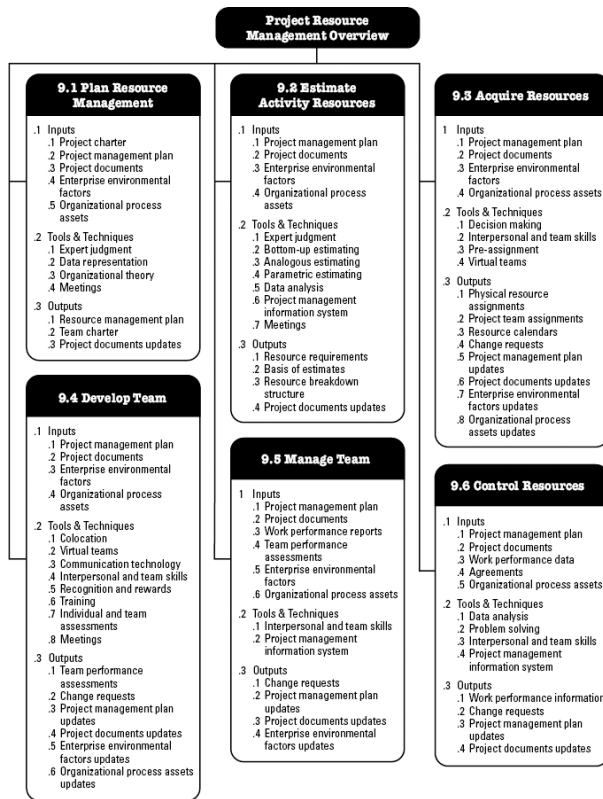 Project Resource
Management Overview
9.1 Plan Resource
Management
.1 Inputs
.1 Project charter
.2 Project management plan
.3 Project documents
.4 Enterprise environmental
factors
.5 Organizational process
assets
.2 Tools & Techniques
.1 Expert judgment
.2 Data representation
.3 Organizational theory
.4 Meetings
.3 Outputs
.1 Resource management plan
.2 Team charter
.3 Project documents updates
9.2 Estimate
Activity Resources
.1 Inputs
.1 Project management plan
.2 Project documents
.3 Enterprise environmental
factors
.4 Organizational process
assets
.2 Tools & Techniques
.1 Expert judgment
.2 Bottom-up estimating
.3 Analogous estimating
.4 Parametric estimating
.5 Data analysis
.6 Project management
information system
.7 Meetings
.3 Outputs
.1 Resource requirements
.2 Basis of estimates
.3 Resource breakdown
structure
.4 Project documents updates
9.3 Acquire Resources
1 Inputs
.1 Project management plan
.2 Project documents
.3 Enterprise environmental
factors
.4 Organizational process assets
.2 Tools & Techniques
.1 Decision making
.2 Interpersonal and team skills
.3 Pre-assignment
.4 Virtual teams
.3 Outputs
.1 Physical resource
assignments
.2 Project team assignments
.3 Resource calendars
.4 Change requests
.5 Project management plan
updates
.6 Project documents updates
.7 Enterprise environmental
factors updates
.8 Organizational process
assets updates
9.4 Develop Team
.1 Inputs
.1 Project management plan
.2 Project documents
.3 Enterprise environmental
factors
.4 Organizational process
assets
.2 Tools & Techniques
.1 Colocation
.2 Virtual teams
.3 Communication technology
.4 Interpersonal and team skills
.5 Recognition and rewards
.6 Training
.7 Individual and team
assessments
.8 Meetings
.3 Outputs
.1 Team performance
assessments
.2 Change requests
.3 Project management plan
updates
.4 Project documents updates
.5 Enterprise environmental
factors updates
.6 Organizational process assets
updates
9.5 Manage Team
1 Inputs
.1 Project management plan
.2 Project documents
.3 Work performance reports
.4 Team performance
assessments
.5 Enterprise environmental
factors
.6 Organizational process assets
.2 Tools & Techniques
.1 Interpersonal and team skills
.2 Project management
information system
.3 Outputs
.1 Change requests
.2 Project management plan
updates
.3 Project documents updates
.4 Enterprise environmental
factors updates
9.6 Control Resources
.1 Inputs
.1 Project management plan
.2 Project documents
.3 Work performance data
.4 Agreements
.5 Organizational process assets
.2 Tools & Techniques
.1 Data analysis
.2 Problem solving
.3 Interpersonal and team skills
.4 Project management
information system
.3 Outputs
.1 Work performance information
.2 Change requests
.3 Project management plan
updates
.4 Project documents updates